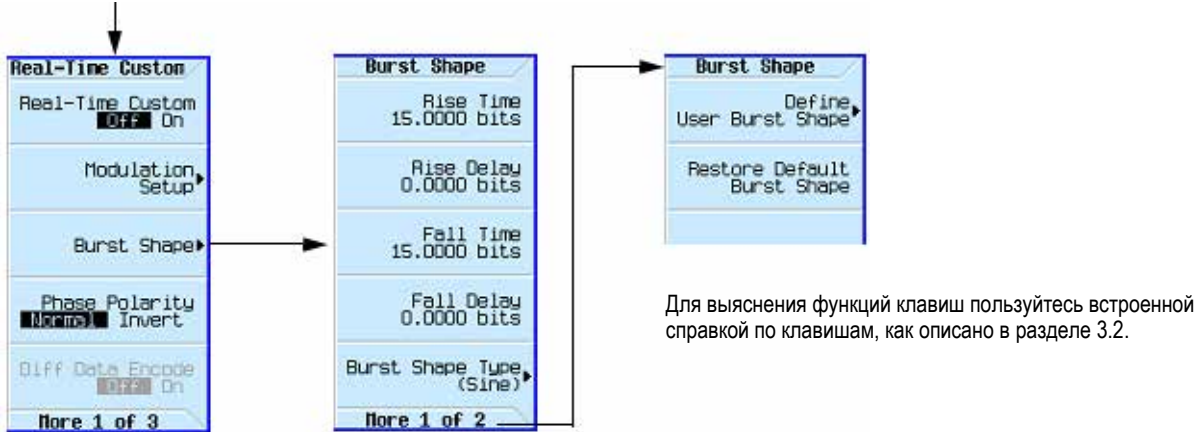 Real-Time Custom
Real-Time Custom
Off On
Modulation
Setup
Burst Shape
Phase Polarity
Normal Invert
Diff Data Encode
Off On
More 1 of 3
Burst Shape
Rise Time
15.0000 bits
Rise Delay
0.0000 bits
Fall Time
15.0000 bits
Fall Delay
0.0000 bits
Burst Shape Type
(Sine)
More 1 of 2
Burst Shape
Define
User Burst Shape
Restore Default
Burst Shape
Для выяснения функций клавиш пользуйтесь встроенной
справкой по клавишам, как описано в разделе 3.2.